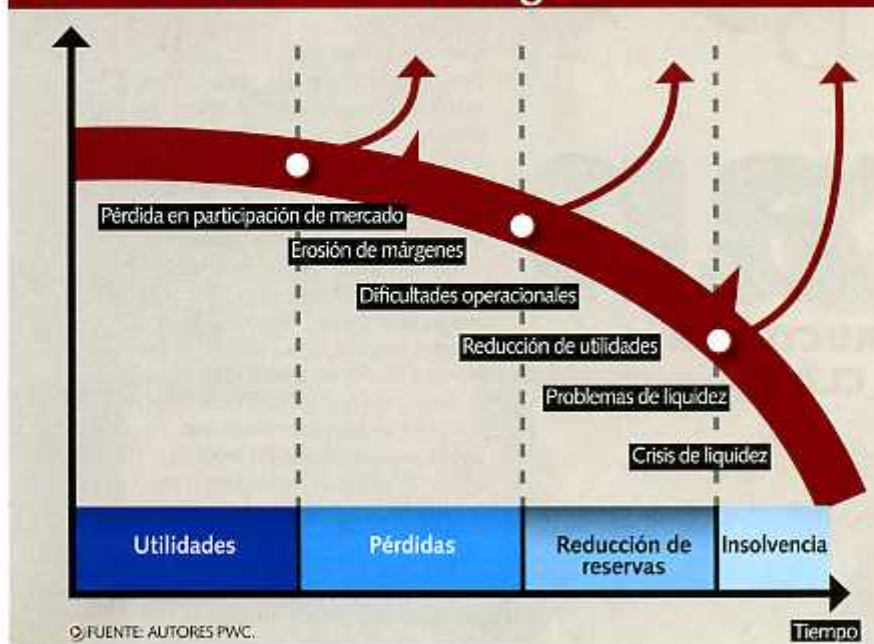 Pérdida en participación de mercado
Erosión de márgenes
Dificultades operacionales
Reducción de utilidades
Problemas de liquidez
Crisis de liquidez
Utilidades
Pérdidas
Reducción de
reservas
Insolvencia
FUENTE: AUTORES PWC.
Tiempo